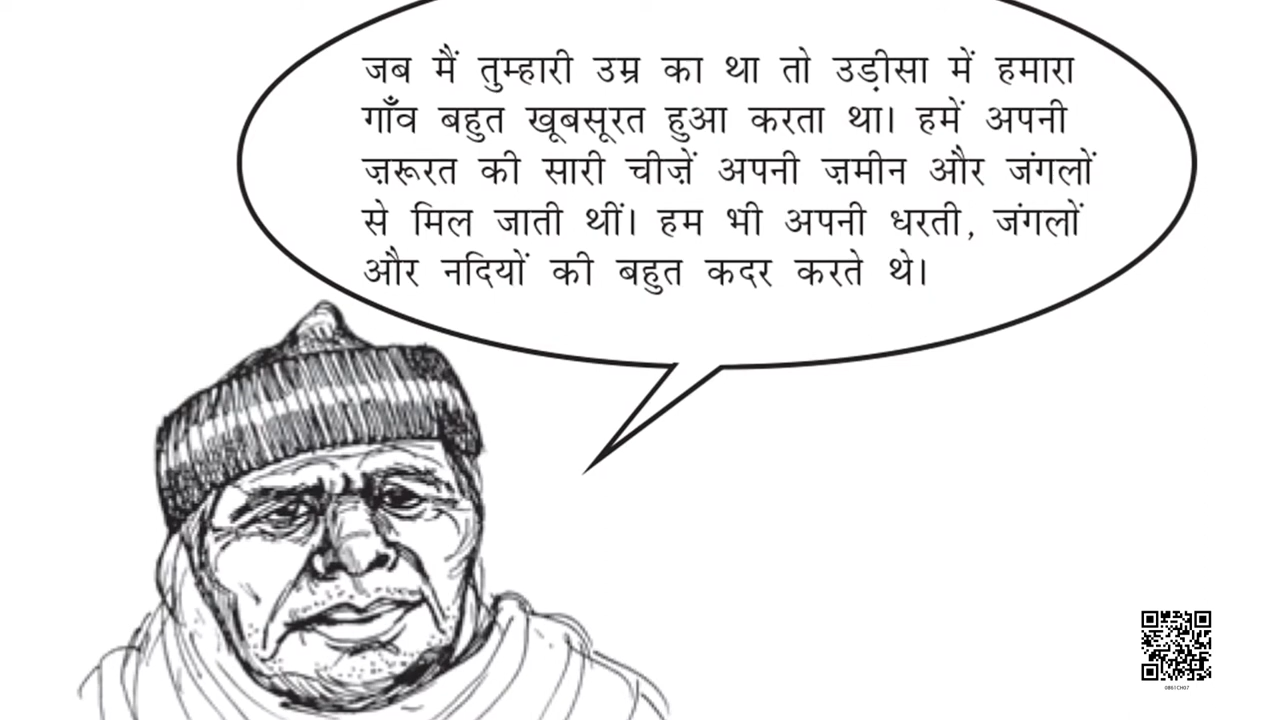 जब मैं तुम्हारी उम्र का था तो उड़ीसा में हमारा
गाँव बहुत खूबसूरत हुआ करता था। हमें अपनी
ज़रूरत की सारी चीज़ें अपनी ज़मीन और जंगलों
से मिल जाती थीं। हम भी अपनी धरती, जंगलों
और नदियों की बहुत कदर करते थे।
0861CH07